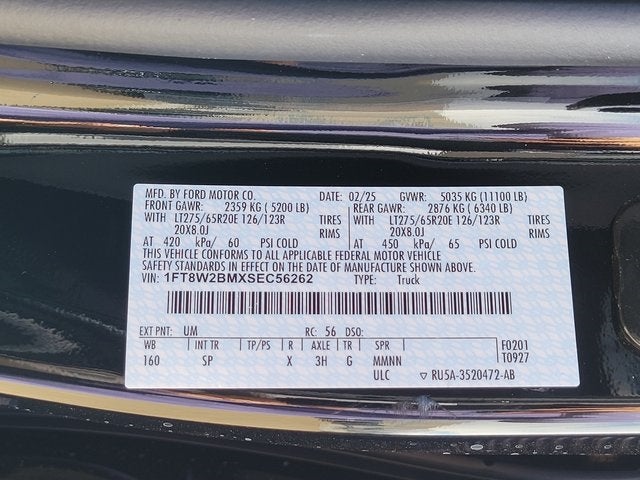 MFD. BY FORD MOTOR CO. 02/25 GVWR: 5035 KG (11100 LB)
FRONT GAWR: 2359 KG ( 5200 LB) REAR GAWR: 2876 KG ( 6340 LB)
WITH LT275/65R20E 126/123R TIRES WITH LT275/65R20E 126/123R TIRES
20X8.0J RIMS 20X8.0J RIMS
AT 420 kPa/ 60 PSI COLD AT 450 kPa/ 65 PSI COLD
THIS VEHICLE CONFORMS TO ALL APPLICABLE FEDERAL MOTOR VEHICLE
SAFETY STANDARDS IN EFFECT ON THE DATE OF MANUFACTURE SHOWN ABOVE.
VIN: 1FT8W2BMXSEC56262 TYPE: Truck
EXT PNT: UM RC: 56 DSO:
WB INT TR TP/PS R AXLE TR SPR F0201
160 SP X 3H G MMNN T0927
ULC ▽ RU5A-3520472-AB